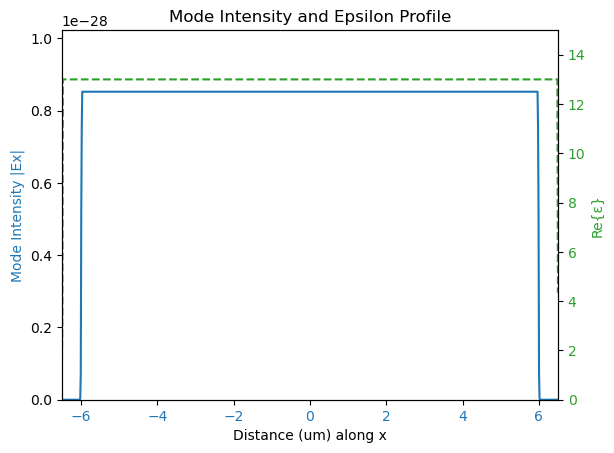 Mode Intensity and Epsilon Profile
1e−28
1.0
0.8
0.6
0.4
0.2
0.0
Mode Intensity |Ex|
14
12
10
8
6
4
2
0
Re{ε}
−6 −4 −2 0 2 4 6
Distance (um) along x